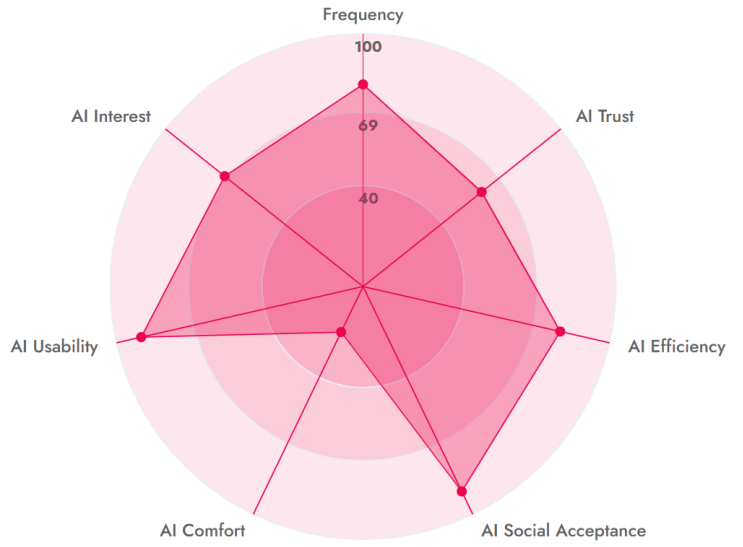 Frequency
100
AI Interest
AI Trust
69
40
AI Usability
AI Efficiency
AI Comfort
AI Social Acceptance